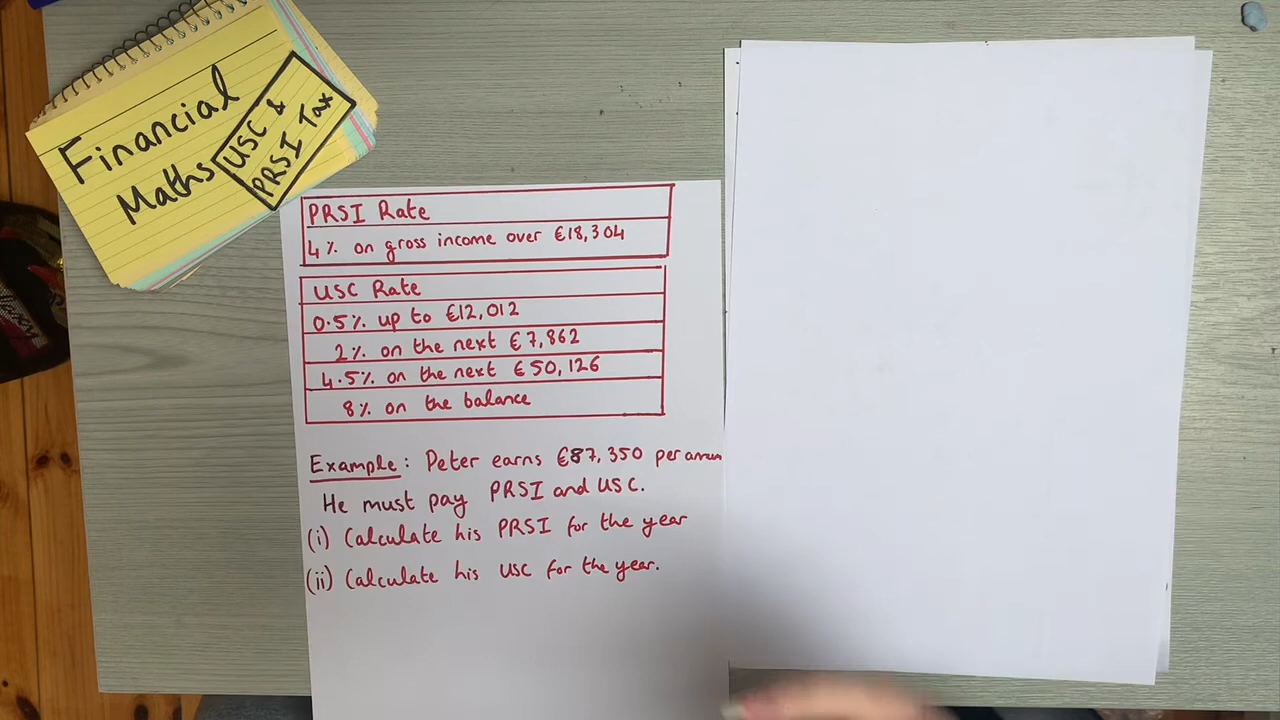 Financial
Maths
USC &
PRSI Tax
PRSI Rate
4% on gross income over €18,304
USC Rate
0.5% up to €12,012
2% on the next €7,862
4.5% on the next €50,126
8% on the balance
Example: Peter earns €87,350 per annum
He must pay PRSI and USC.
(i) Calculate his PRSI for the year
(ii) Calculate his USC for the year.